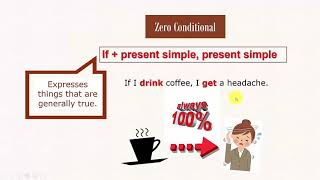 Zero Conditional
If + present simple, present simple
Expresses
things that are
generally true.
If I drink coffee, I get a headache.
always
100%